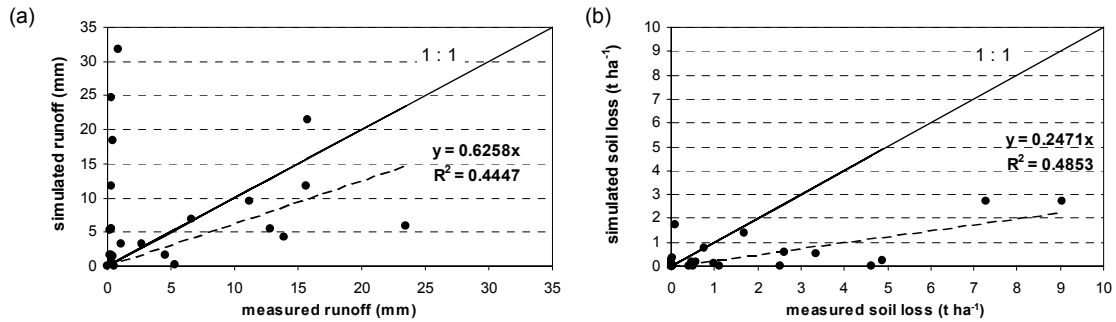 (a)
simulated runoff (mm)
35
30
25
20
15
10
5
0
1 : 1
y = 0.6258x
R² = 0.4447
0 5 10 15 20 25 30 35
measured runoff (mm)
(b)
simulated soil loss (t ha⁻¹)
10
9
8
7
6
5
4
3
2
1
0
1 : 1
y = 0.2471x
R² = 0.4853
0 1 2 3 4 5 6 7 8 9 10
measured soil loss (t ha⁻¹)